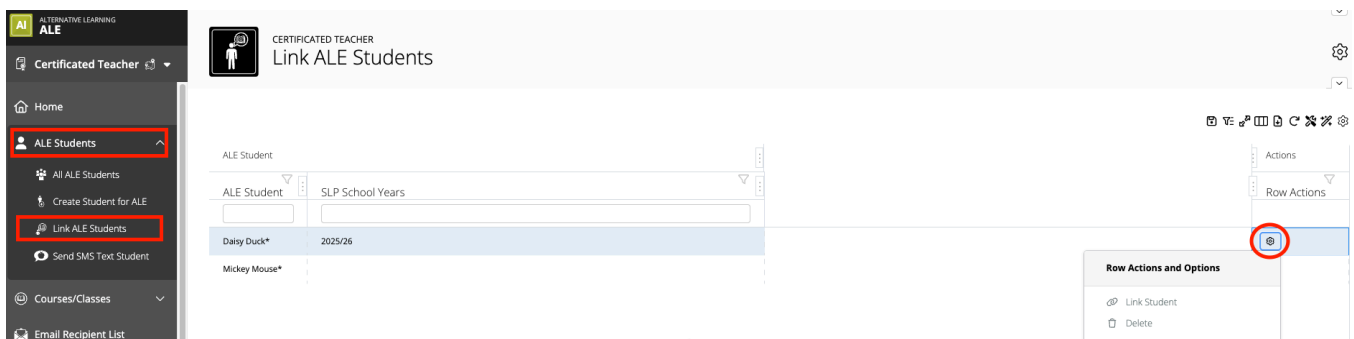 AI
ALTERNATIVE LEARNING
ALE
Certificated Teacher
Home
ALE Students
All ALE Students
Create Student for ALE
Link ALE Students
Send SMS Text Student
Courses/Classes
Email Recipient List
CERTIFICATED TEACHER
Link ALE Students
ALE Student
Actions
ALE Student
SLP School Years
Row Actions
Daisy Duck*
2025/26
Mickey Mouse*
Row Actions and Options
Link Student
Delete